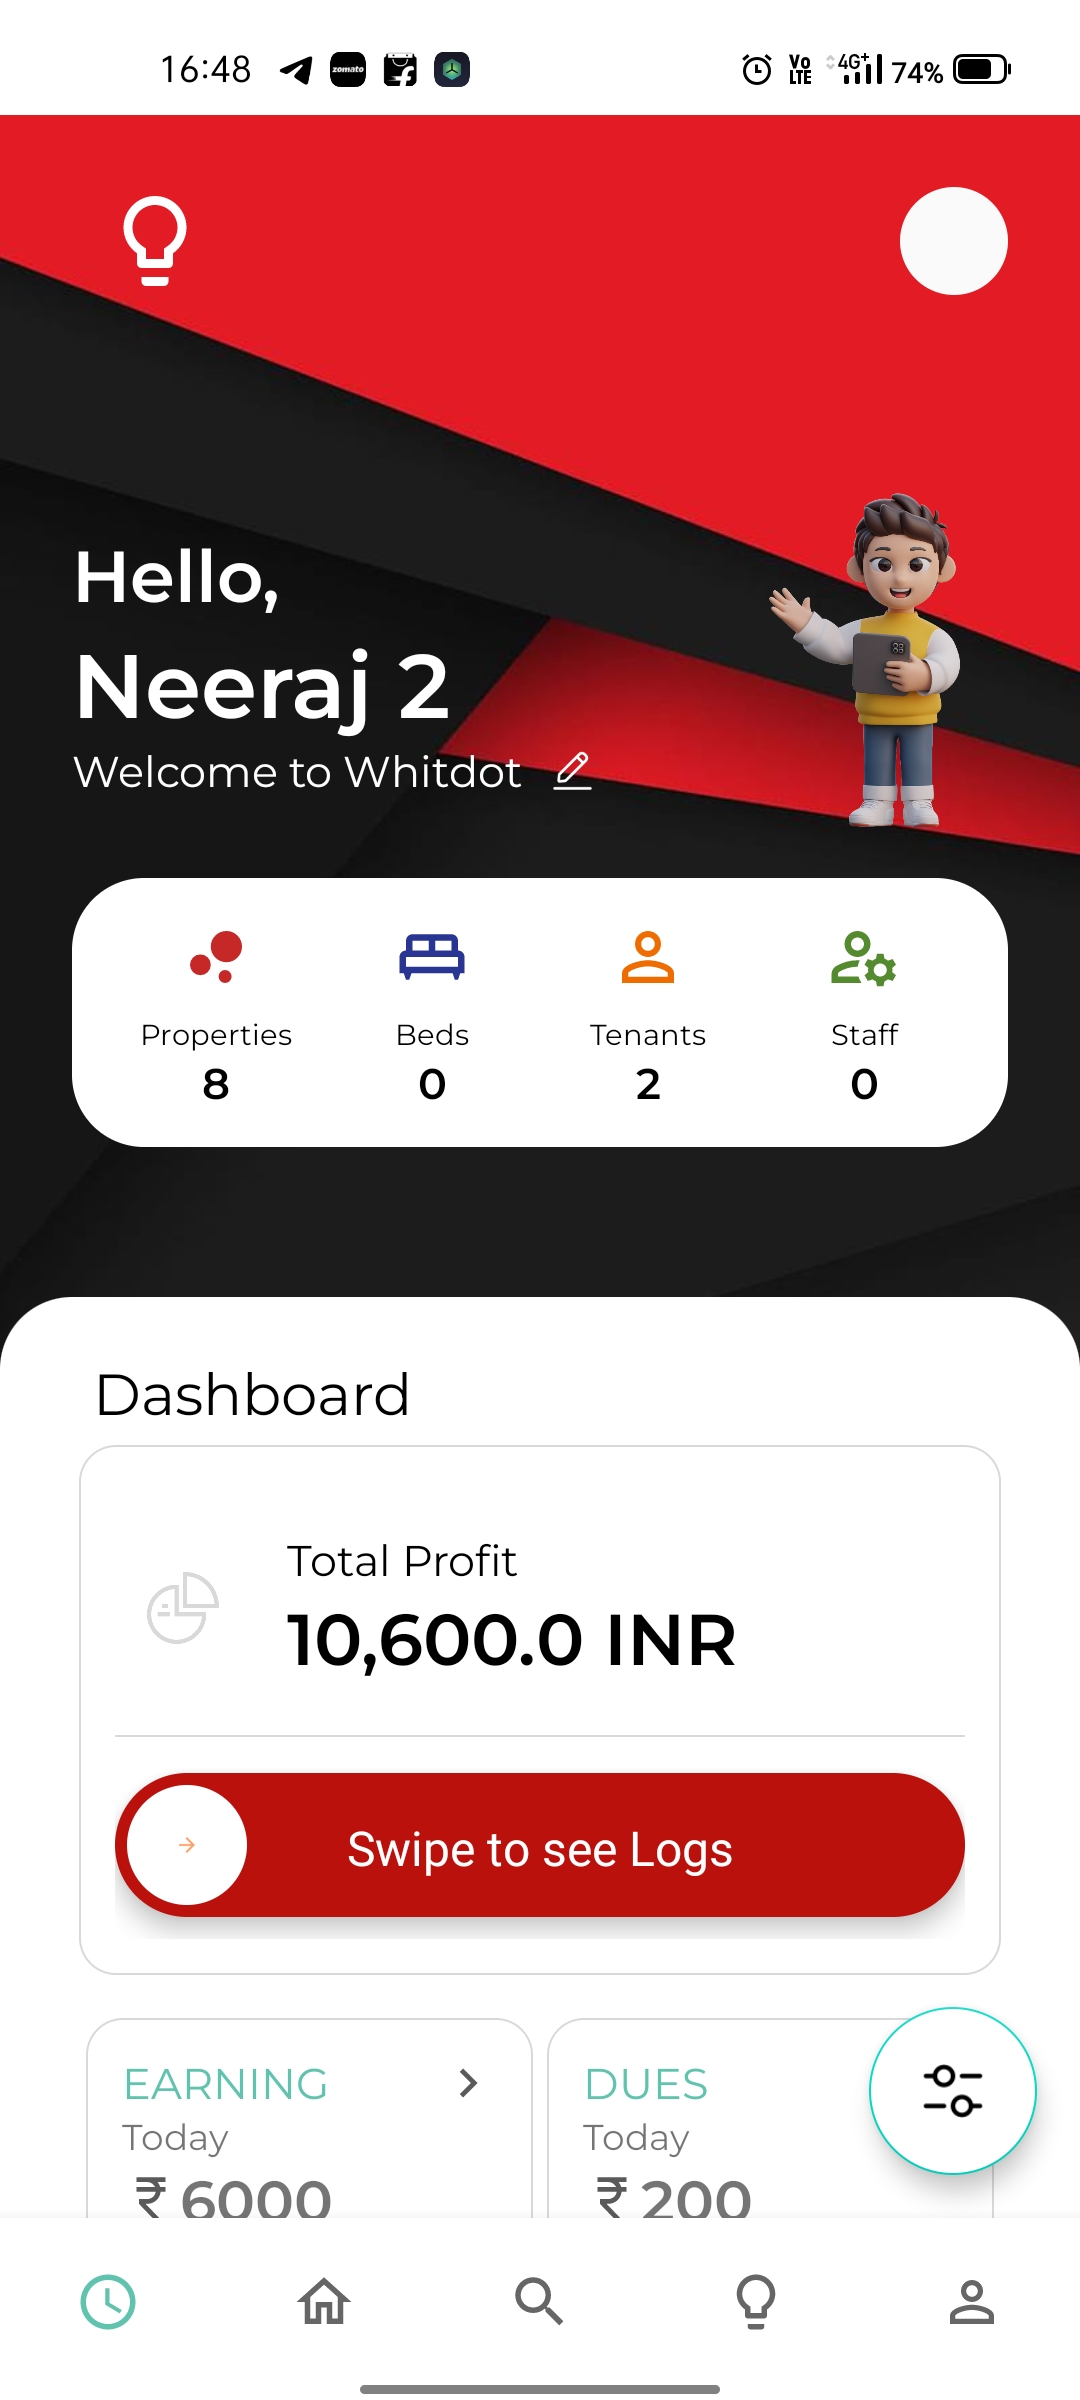 16:48
zomato
Vo LTE
4G+
74%
Hello,
Neeraj 2
Welcome to Whitdot
Properties
8
Beds
0
Tenants
2
Staff
0
Dashboard
Total Profit
10,600.0 INR
Swipe to see Logs
EARNING
Today
₹ 6000
DUES
Today
₹ 200